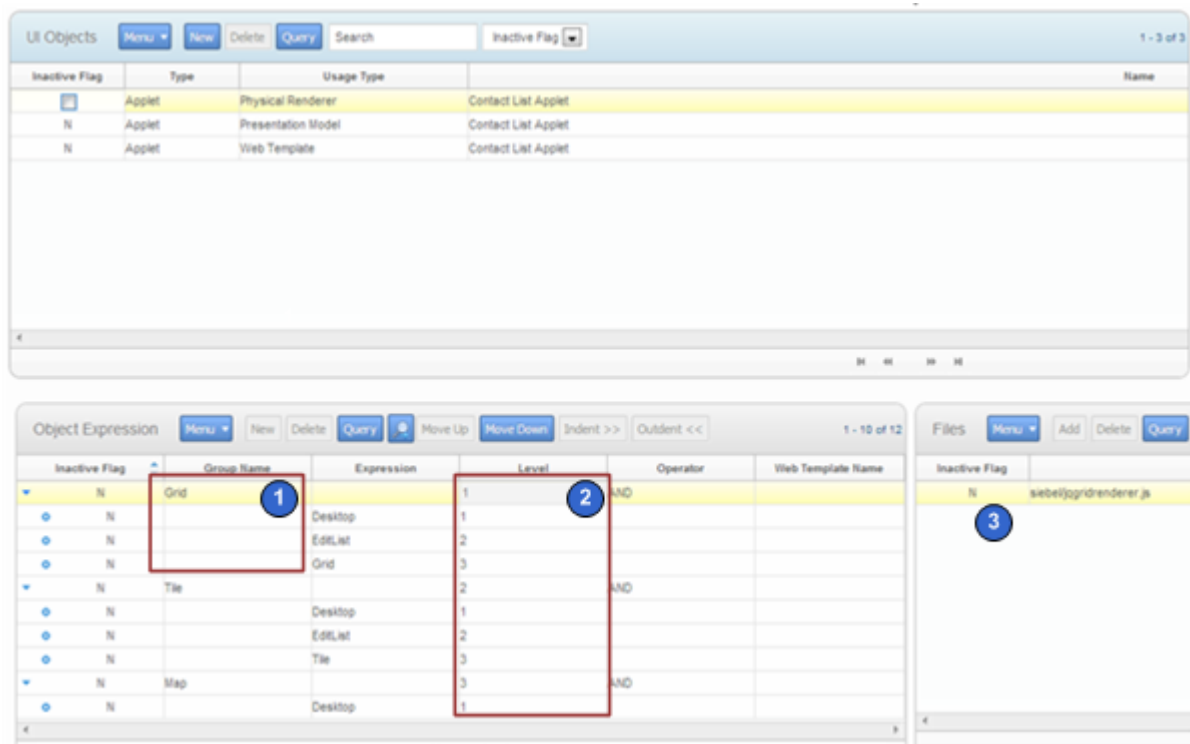 UI Objects Menu New Delete Query Search Inactive Flag 1 - 3 of 3
Inactive Flag Type Usage Type Name
Applet Physical Renderer Contact List Applet
N Applet Presentation Model Contact List Applet
N Applet Web Template Contact List Applet
Object Expression Menu New Delete Query Move Up Move Down Indent >> Outdent << 1 - 10 of 12
Inactive Flag Group Name Expression Level Operator Web Template Name
N Grid 1 1 2 AND
N Desktop 1
N EditList 2
N Grid 3
N Tile 2 AND
N Desktop 1
N EditList 2
N Tile 3
N Map 3 AND
N Desktop 1
Files Menu Add Delete Query
Inactive Flag
N siebel/jqgridrenderer.js
3